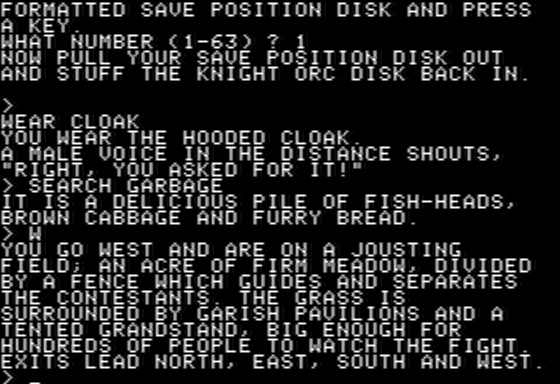 FORMATTED SAVE POSITION DISK AND PRESS
A KEY.
WHAT NUMBER (1-63) ? 1
NOW PULL YOUR SAVE POSITION DISK OUT
AND STUFF THE KNIGHT ORC DISK BACK IN.
>
WEAR CLOAK
YOU WEAR THE HOODED CLOAK.
A MALE VOICE IN THE DISTANCE SHOUTS,
"RIGHT, YOU ASKED FOR IT!"
> SEARCH GARBAGE
IT IS A DELICIOUS PILE OF FISH-HEADS,
BROWN CABBAGE AND FURRY BREAD.
> W
YOU GO WEST AND ARE ON A JOUSTING
FIELD; AN ACRE OF FIRM MEADOW, DIVIDED
BY A FENCE WHICH GUIDES AND SEPARATES
THE CONTESTANTS. THE GRASS IS
SURROUNDED BY GARISH PAVILIONS AND A
TENTED GRANDSTAND, BIG ENOUGH FOR
HUNDREDS OF PEOPLE TO WATCH THE FIGHT.
EXITS LEAD NORTH, EAST, SOUTH AND WEST.
> _